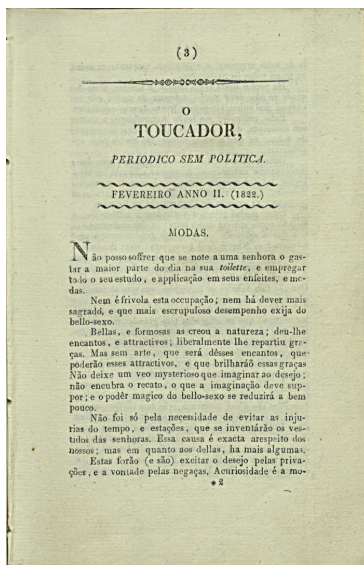 (3)
O
TOUCADOR,
PERIODICO SEM POLITICA.
FEVEREIRO ANNO II. (1822.)
MODAS.
Não posso soffrer que se note a uma senhora o gas-
tar a maior parte do dia na sua toilette, e empregar
todo o seu estudo, e applicação em seus enfeites, e mo-
das.
Nem é frivola esta occupação; nem há dever mais
sagrado, e que mais escrupuloso desempenho exija do
bello-sexo.
Bellas, e formosas as creou a natureza; deu-lhe
encantos, e attractivos; liberalmente lhe repartiu gra-
ças. Mas sem arte, que será dêsses encantos, que
poderão esses attractivos, e que brilharáõ essas graças
Não deixe um veo mysterioso que imaginar ao desejo;
não encubra o recato, o que a imaginação deve sup-
por; e o podêr magico do bello-sexo se reduzirá a bem
pouco.
Não foi só pela necessidade de evitar as inju-
rias do tempo, e estações, que se inventárão os ves-
tidos das senhoras. Essa causa é exacta arespeito dos
nossos; mas em quanto aos dellas, ha mais algumas.
Estas forão (e são) excitar o desejo pelas priva-
ções, e a vontade pelas negaças. Acuriosidade é a mo-
* 2